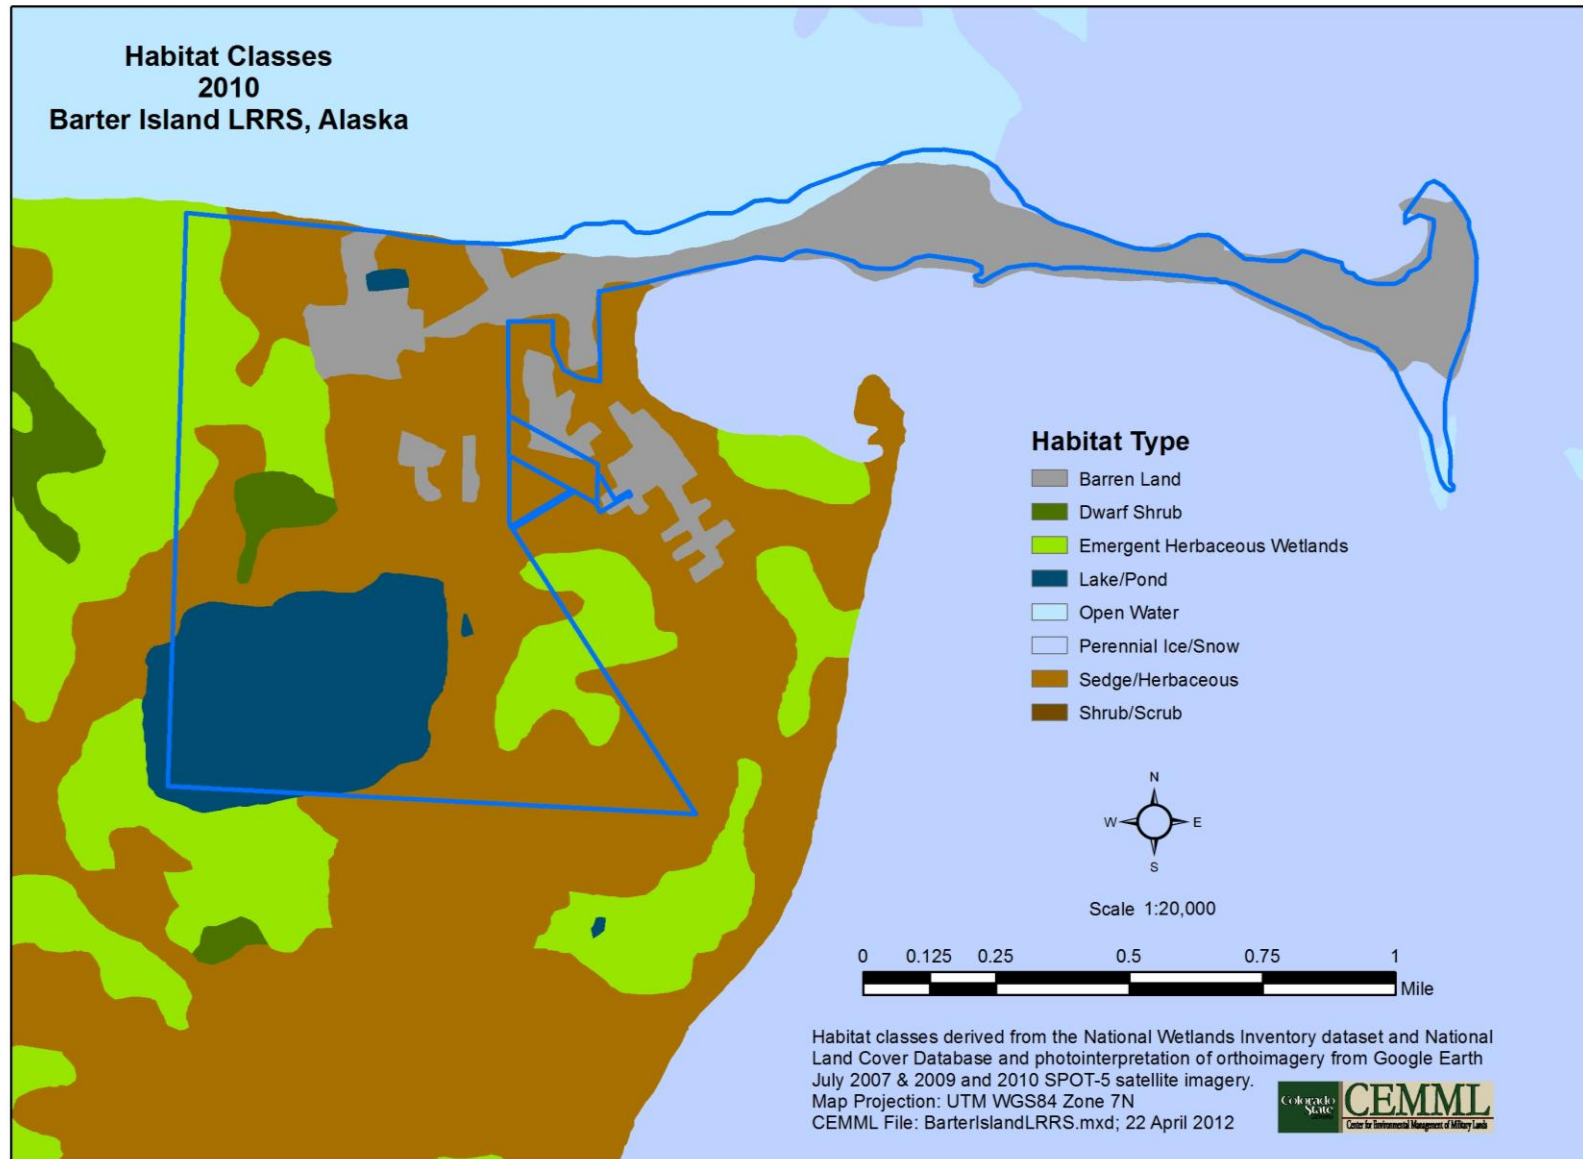 Habitat Classes
2010
Barter Island LRRS, Alaska
Habitat Type
Barren Land
Dwarf Shrub
Emergent Herbaceous Wetlands
Lake/Pond
Open Water
Perennial Ice/Snow
Sedge/Herbaceous
Shrub/Scrub
N
W E
S
Scale 1:20,000
0 0.125 0.25 0.5 0.75 1
Mile
Habitat classes derived from the National Wetlands Inventory dataset and National
Land Cover Database and photointerpretation of orthoimagery from Google Earth
July 2007 & 2009 and 2010 SPOT-5 satellite imagery.
Map Projection: UTM WGS84 Zone 7N
CEMML File: BarterIslandLRRS.mxd; 22 April 2012
Colorado
State
CEMML
Center for Environmental Management of Military Lands